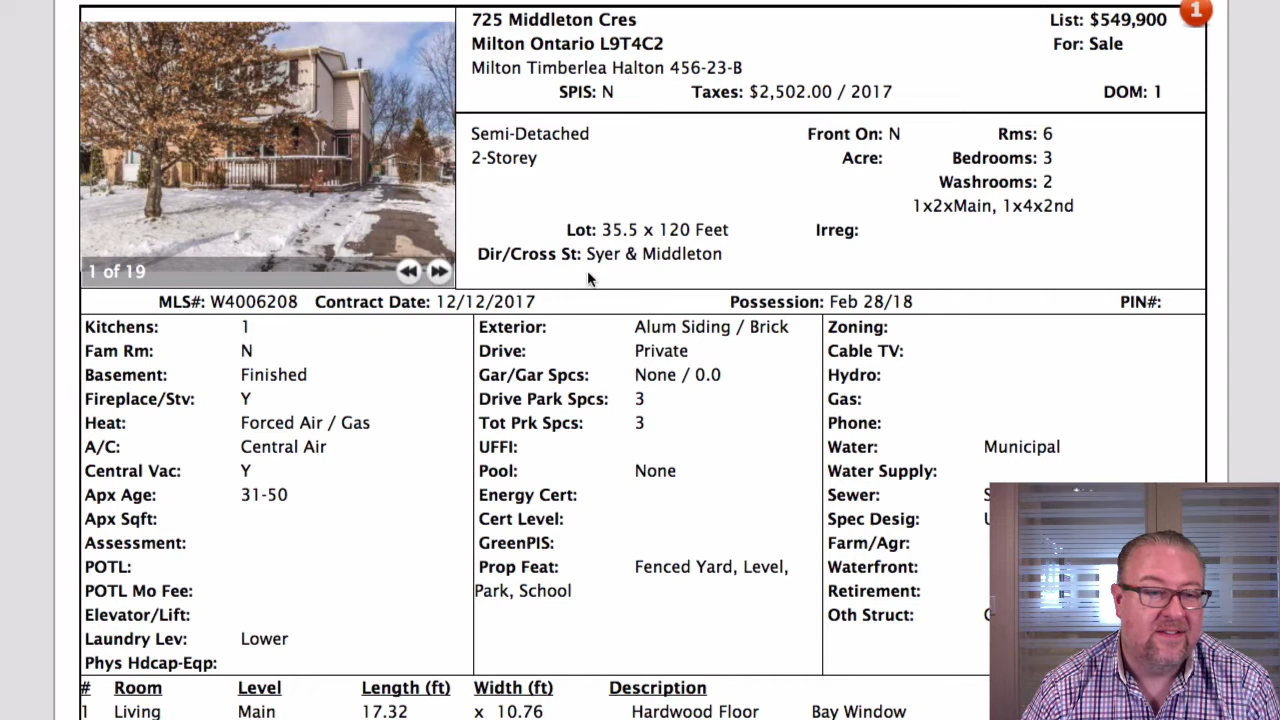 725 Middleton Cres
List: $549,900
1
Milton Ontario L9T4C2
For: Sale
Milton Timberlea Halton 456-23-B
SPIS: N Taxes: $2,502.00 / 2017 DOM: 1
Semi-Detached Front On: N Rms: 6
2-Storey Acre: Bedrooms: 3
Washrooms: 2
1x2xMain, 1x4x2nd
Lot: 35.5 x 120 Feet Irreg:
Dir/Cross St: Syer & Middleton
1 of 19
MLS#: W4006208 Contract Date: 12/12/2017 Possession: Feb 28/18 PIN#:
Kitchens: 1 Exterior: Alum Siding / Brick Zoning:
Fam Rm: N Drive: Private Cable TV:
Basement: Finished Gar/Gar Spcs: None / 0.0 Hydro:
Fireplace/Stv: Y Drive Park Spcs: 3 Gas:
Heat: Forced Air / Gas Tot Prk Spcs: 3 Phone:
A/C: Central Air UFFI: Water: Municipal
Central Vac: Y Pool: None Water Supply:
Apx Age: 31-50 Energy Cert: Sewer:
Apx Sqft: Cert Level: Spec Desig:
Assessment: GreenPIS: Farm/Agr:
POTL: Prop Feat: Fenced Yard, Level, Waterfront:
POTL Mo Fee: Park, School Retirement:
Elevator/Lift: Oth Struct:
Laundry Lev: Lower
Phys Hdcap-Eqp:
# Room Level Length (ft) Width (ft) Description
1 Living Main 17.32 x 10.76 Hardwood Floor Bay Window